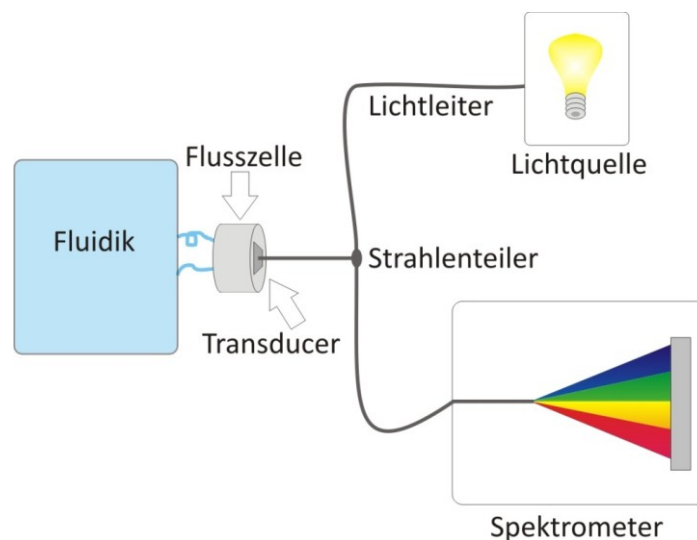 Lichtleiter
Lichtquelle
Flusszelle
Fluidik
Strahlenteiler
Transducer
Spektrometer